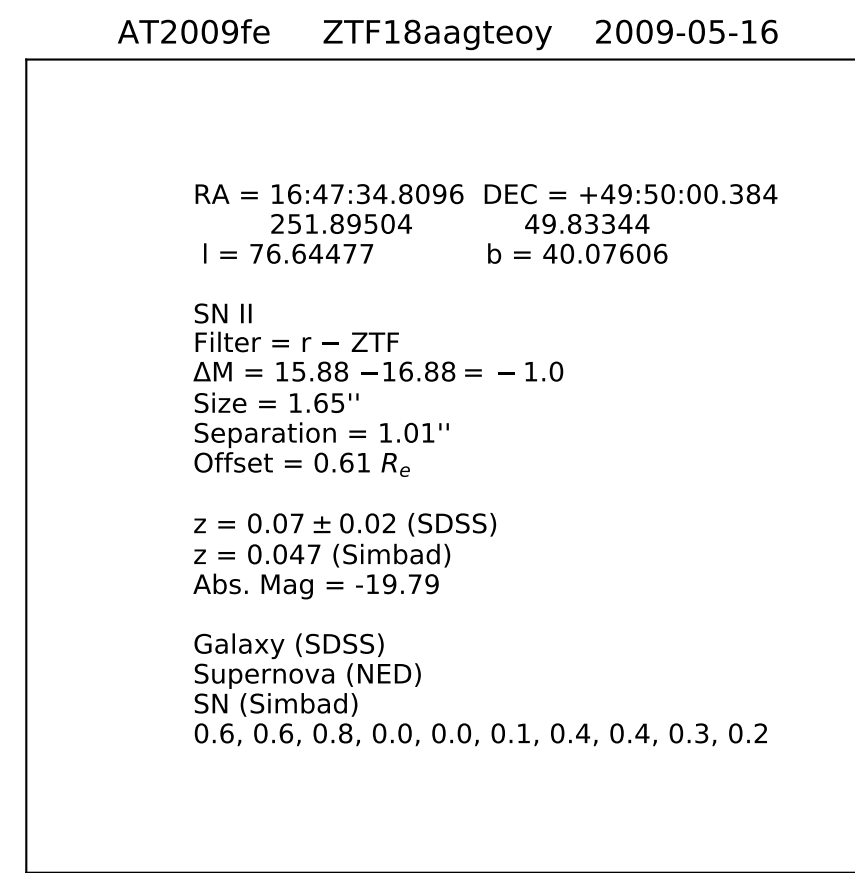 AT2009fe ZTF18aagteoy 2009-05-16
RA = 16:47:34.8096 DEC = +49:50:00.384
251.89504 49.83344
l = 76.64477 b = 40.07606
SN II
Filter = r − ZTF
ΔM = 15.88 −16.88 = − 1.0
Size = 1.65''
Separation = 1.01''
Offset = 0.61 Re
z = 0.07 ± 0.02 (SDSS)
z = 0.047 (Simbad)
Abs. Mag = -19.79
Galaxy (SDSS)
Supernova (NED)
SN (Simbad)
0.6, 0.6, 0.8, 0.0, 0.0, 0.1, 0.4, 0.4, 0.3, 0.2